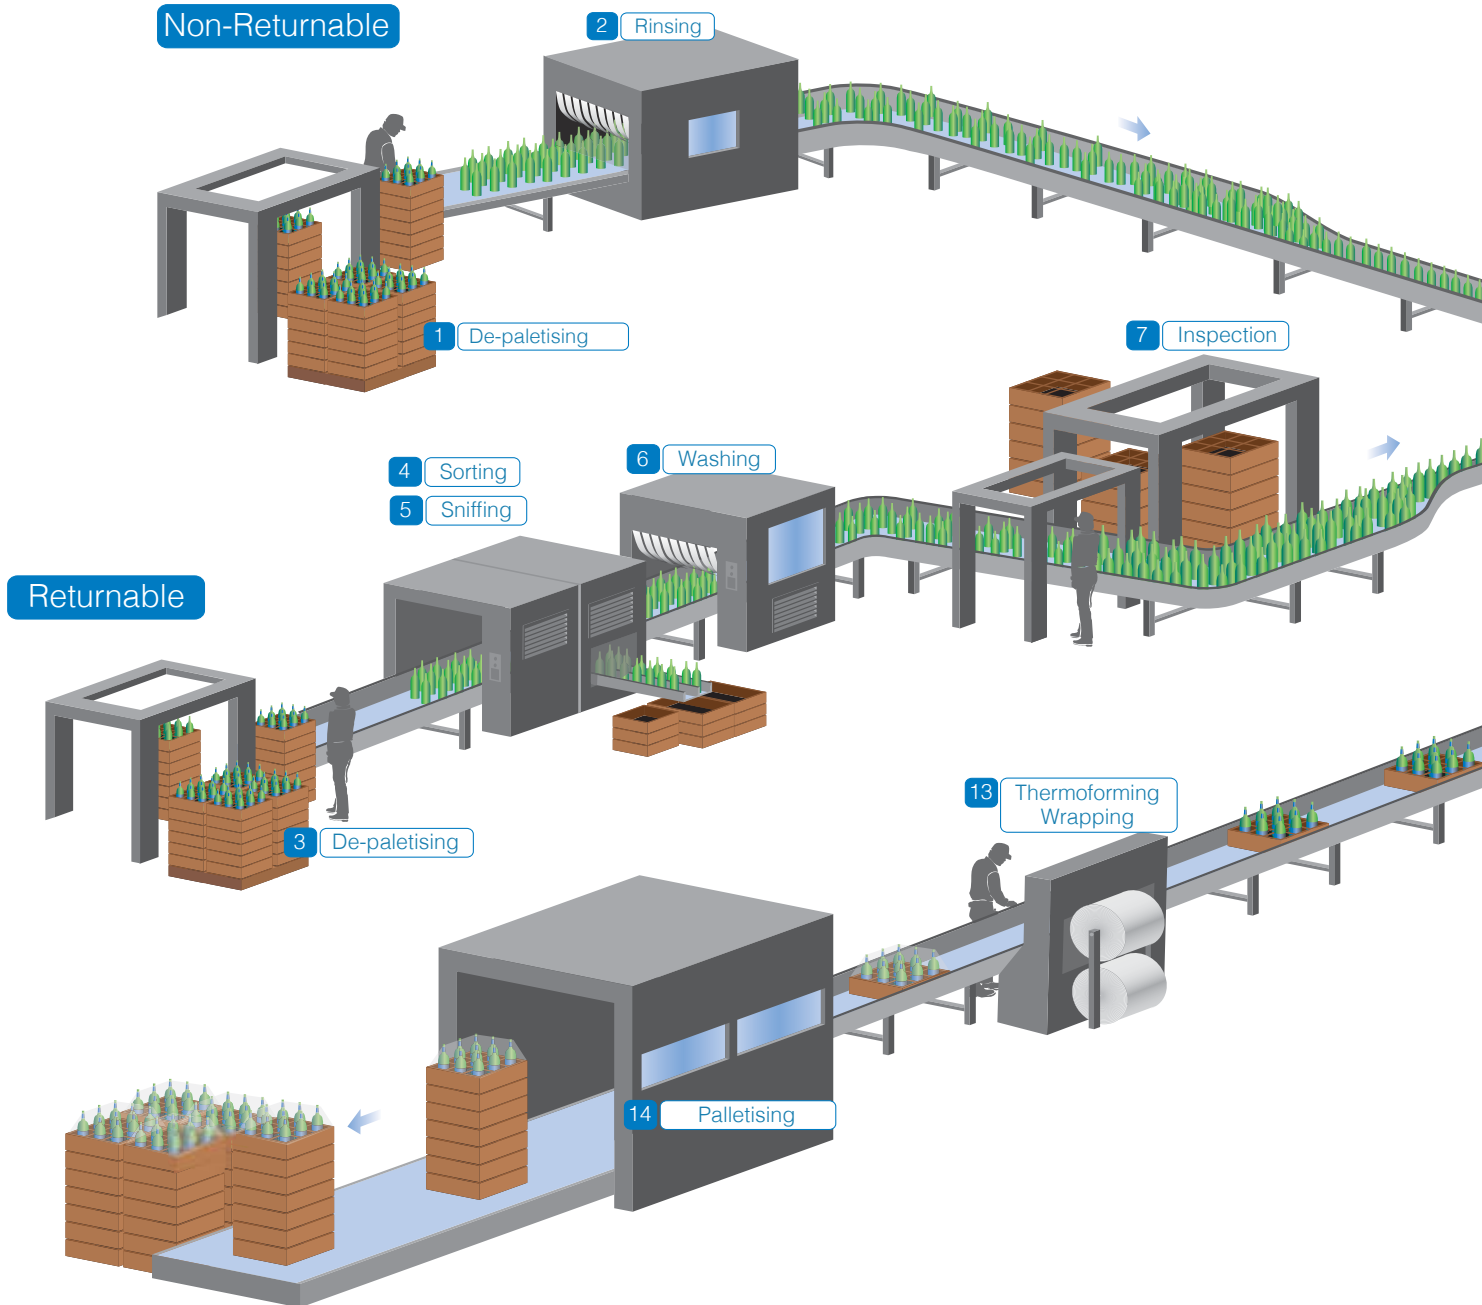 Non-Returnable
2 Rinsing
1 De-paletising
7 Inspection
4 Sorting
5 Sniffing
6 Washing
Returnable
3 De-paletising
13 Thermoforming
Wrapping
14 Palletising